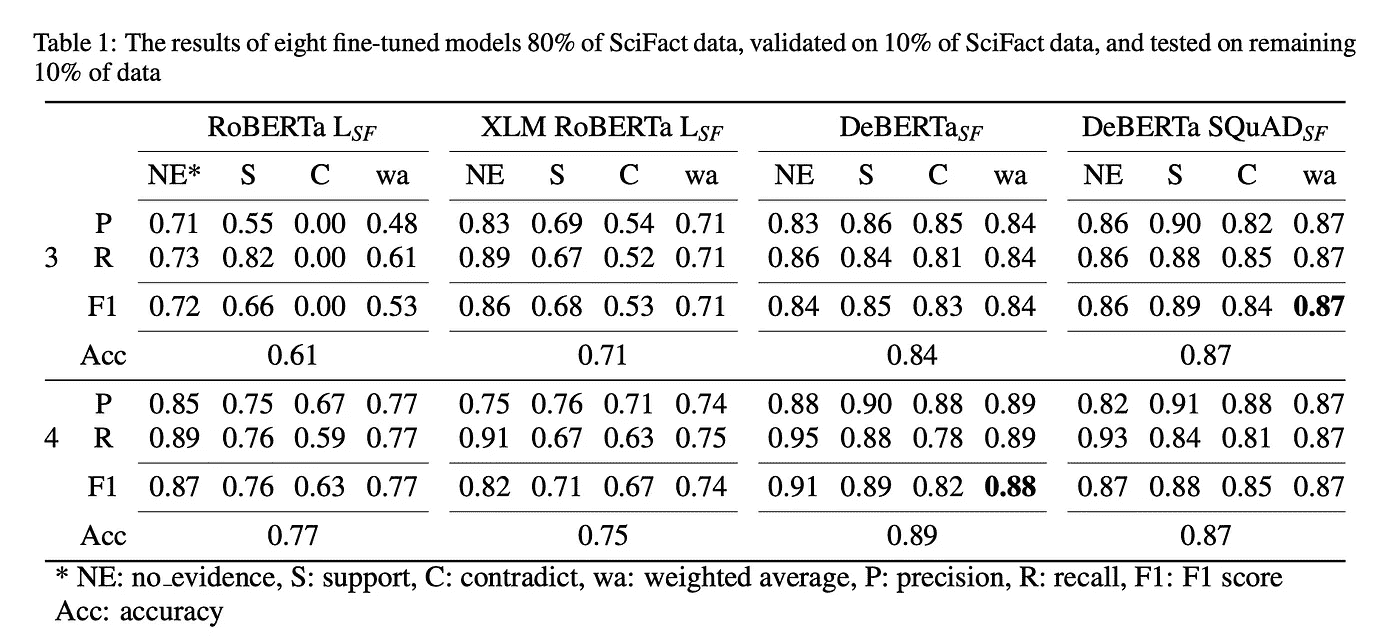 Table 1: The results of eight fine-tuned models 80% of SciFact data, validated on 10% of SciFact data, and tested on remaining
10% of data
RoBERTa L_SF XLM RoBERTa L_SF DeBERTa_SF DeBERTa SQuAD_SF
NE* S C wa NE S C wa NE S C wa NE S C wa
P 0.71 0.55 0.00 0.48 0.83 0.69 0.54 0.71 0.83 0.86 0.85 0.84 0.86 0.90 0.82 0.87
3 R 0.73 0.82 0.00 0.61 0.89 0.67 0.52 0.71 0.86 0.84 0.81 0.84 0.86 0.88 0.85 0.87
F1 0.72 0.66 0.00 0.53 0.86 0.68 0.53 0.71 0.84 0.85 0.83 0.84 0.86 0.89 0.84 0.87
Acc 0.61 0.71 0.84 0.87
P 0.85 0.75 0.67 0.77 0.75 0.76 0.71 0.74 0.88 0.90 0.88 0.89 0.82 0.91 0.88 0.87
4 R 0.89 0.76 0.59 0.77 0.91 0.67 0.63 0.75 0.95 0.88 0.78 0.89 0.93 0.84 0.81 0.87
F1 0.87 0.76 0.63 0.77 0.82 0.71 0.67 0.74 0.91 0.89 0.82 0.88 0.87 0.88 0.85 0.87
Acc 0.77 0.75 0.89 0.87
* NE: no_evidence, S: support, C: contradict, wa: weighted average, P: precision, R: recall, F1: F1 score
Acc: accuracy